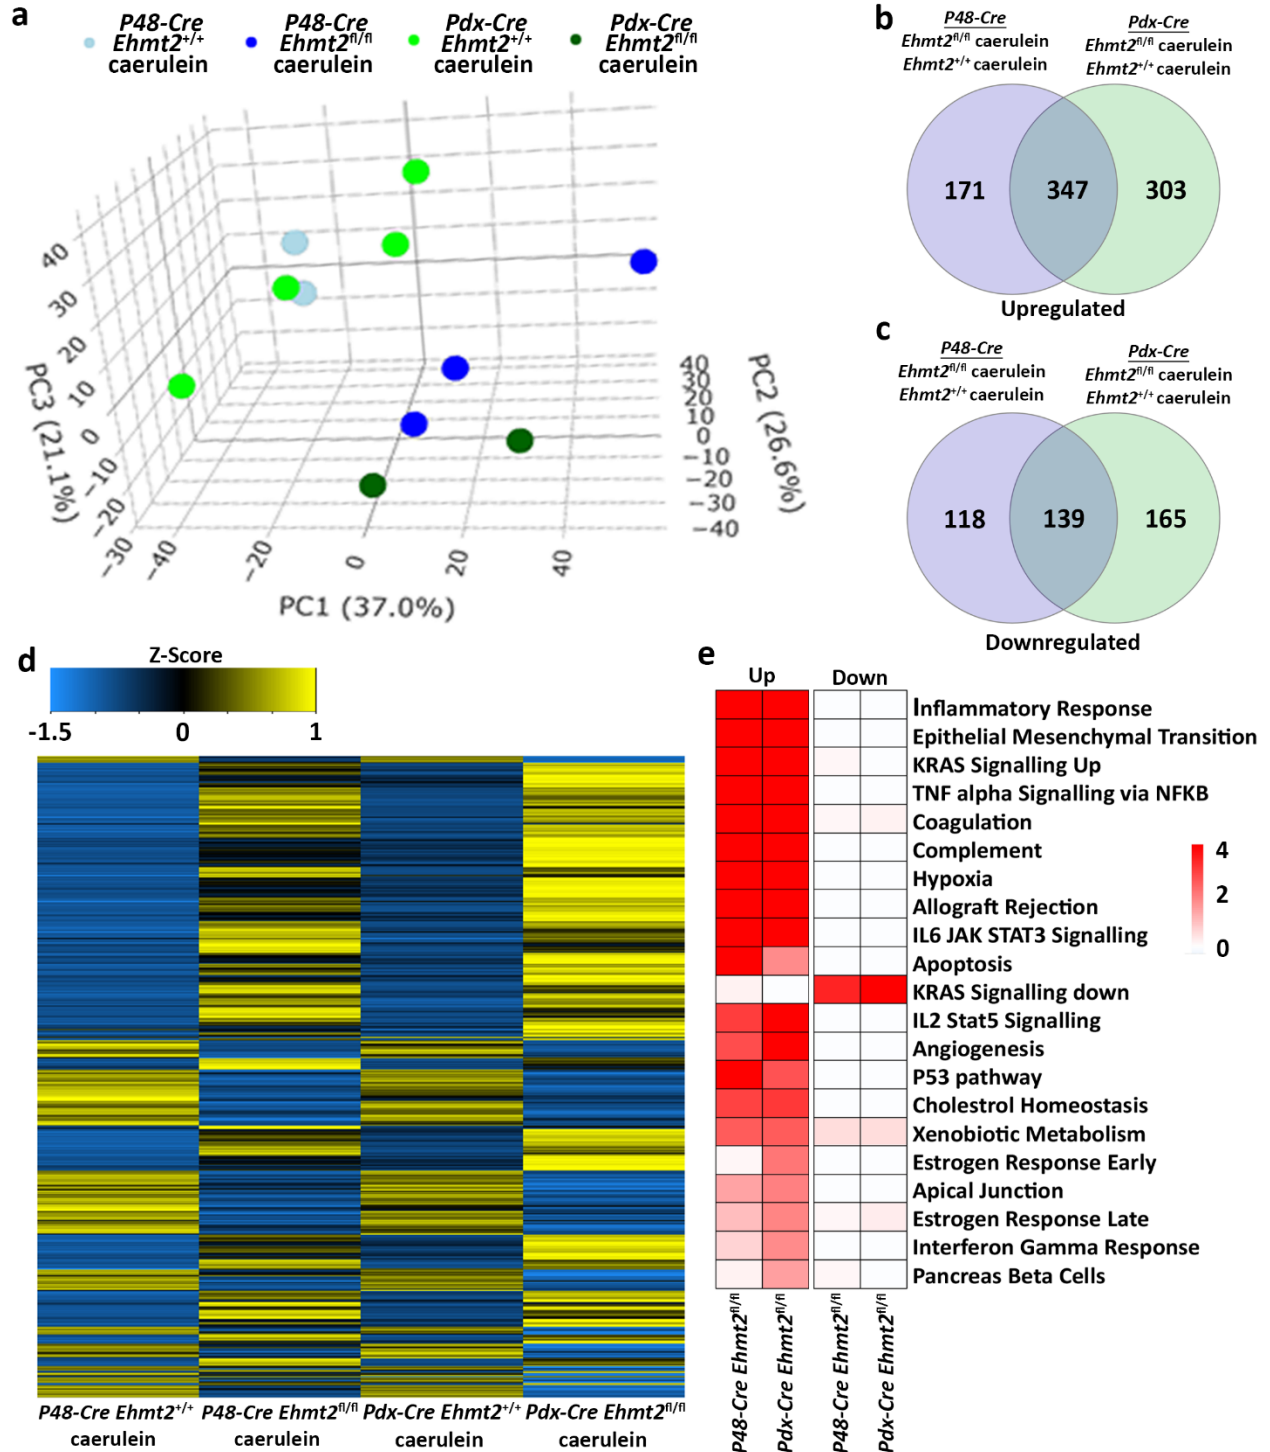 a
P48-Cre
Ehmt2+/+
caerulein
P48-Cre
Ehmt2fl/fl
caerulein
Pdx-Cre
Ehmt2+/+
caerulein
Pdx-Cre
Ehmt2fl/fl
caerulein
40
30
20
10
0
−10
−20
−30
PC3 (21.1%)
−40
−20
0
20
40
PC1 (37.0%)
40
30
20
10
0
−10
−20
−30
−40
PC2 (26.6%)
b
P48-Cre
Ehmt2fl/fl caerulein
Ehmt2+/+ caerulein
Pdx-Cre
Ehmt2fl/fl caerulein
Ehmt2+/+ caerulein
171 347 303
Upregulated
c
P48-Cre
Ehmt2fl/fl caerulein
Ehmt2+/+ caerulein
Pdx-Cre
Ehmt2fl/fl caerulein
Ehmt2+/+ caerulein
118 139 165
Downregulated
d
Z-Score
-1.5 0 1
P48-Cre Ehmt2+/+
caerulein
P48-Cre Ehmt2fl/fl
caerulein
Pdx-Cre Ehmt2+/+
caerulein
Pdx-Cre Ehmt2fl/fl
caerulein
e
Up Down
Inflammatory Response
Epithelial Mesenchymal Transition
KRAS Signalling Up
TNF alpha Signalling via NFKB
Coagulation
Complement
Hypoxia
Allograft Rejection
IL6 JAK STAT3 Signalling
Apoptosis
KRAS Signalling down
IL2 Stat5 Signalling
Angiogenesis
P53 pathway
Cholestrol Homeostasis
Xenobiotic Metabolism
Estrogen Response Early
Apical Junction
Estrogen Response Late
Interferon Gamma Response
Pancreas Beta Cells
4
2
0
P48-Cre Ehmt2fl/fl
Pdx-Cre Ehmt2fl/fl
P48-Cre Ehmt2fl/fl
Pdx-Cre Ehmt2fl/fl